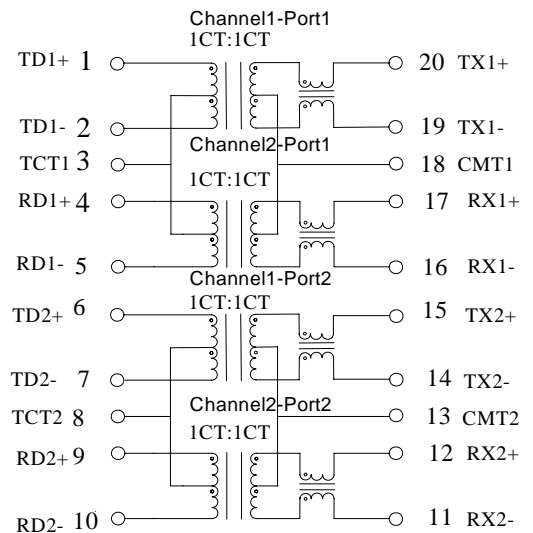 Channel1-Port1
1CT:1CT
TD1+ 1 20 TX1+
TD1- 2 19 TX1-
Channel2-Port1
TCT1 3 18 CMT1
1CT:1CT
RD1+ 4 17 RX1+
RD1- 5 16 RX1-
Channel1-Port2
1CT:1CT
TD2+ 6 15 TX2+
TD2- 7 14 TX2-
Channel2-Port2
TCT2 8 13 CMT2
1CT:1CT
RD2+ 9 12 RX2+
RD2- 10 11 RX2-